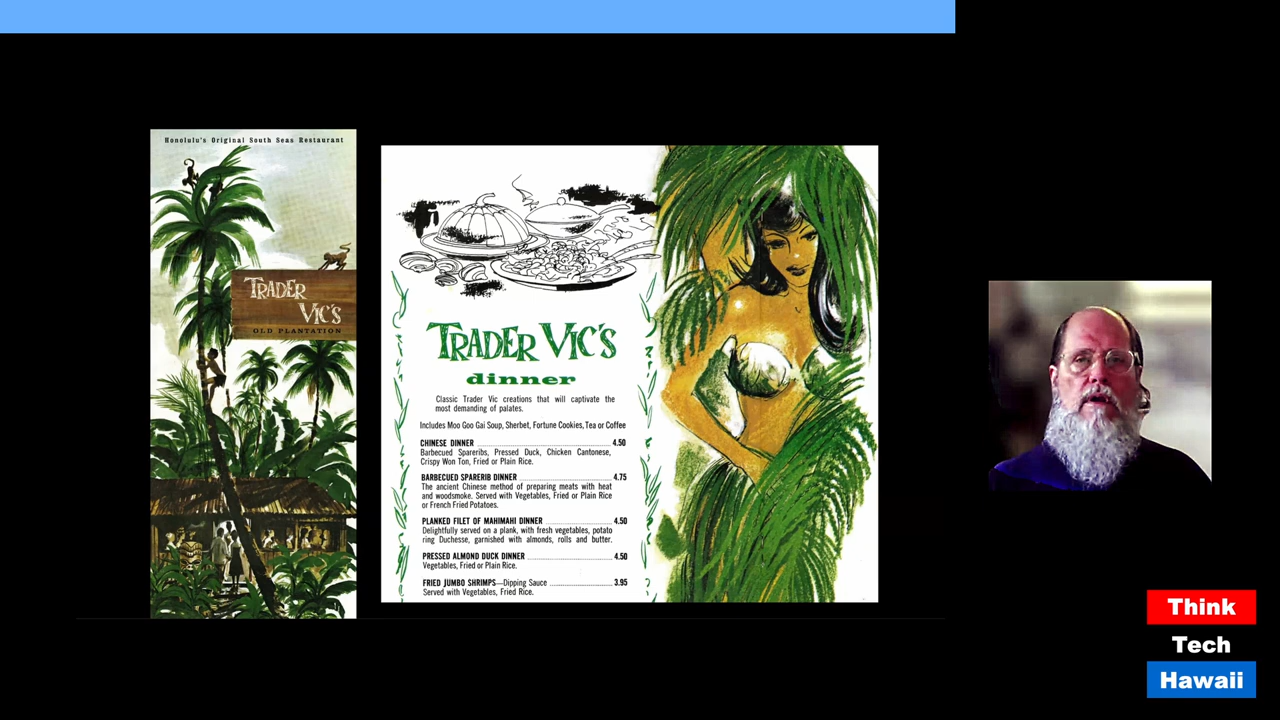 Honolulu's Original South Seas Restaurant
TRADER
VIC'S
OLD PLANTATION
TRADER VIC'S
dinner
Classic Trader Vic creations that will captivate the
most demanding of palates.
Includes Moo Goo Gai Soup, Sherbet, Fortune Cookies, Tea or Coffee
CHINESE DINNER ........ 4.50
Barbecued Spareribs, Pressed Duck, Chicken Cantonese,
Crispy Won Ton, Fried or Plain Rice.
BARBECUED SPARERIB DINNER ........ 4.75
The ancient Chinese method of preparing meats with heat
and woodsmoke. Served with Vegetables, Fried or Plain Rice
or French Fried Potatoes.
PLANKED FILET OF MAHIMAHI DINNER ........ 4.50
Delightfully served on a plank, with fresh vegetables, potato
ring Duchesse, garnished with almonds, rolls and butter.
PRESSED ALMOND DUCK DINNER ........ 4.50
Vegetables, Fried or Plain Rice.
FRIED JUMBO SHRIMPS—Dipping Sauce ........ 3.95
Served with Vegetables, Fried Rice.
Think
Tech
Hawaii